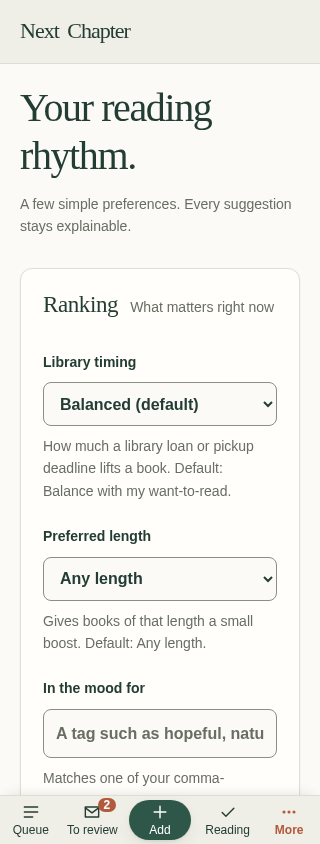 Next Chapter
Your reading
rhythm.
A few simple preferences. Every suggestion
stays explainable.
Ranking What matters right now
Library timing
Balanced (default)
How much a library loan or pickup
deadline lifts a book. Default:
Balance with my want-to-read.
Preferred length
Any length
Gives books of that length a small
boost. Default: Any length.
In the mood for
A tag such as hopeful, natu
Matches one of your comma-
2
Queue To review Add Reading More